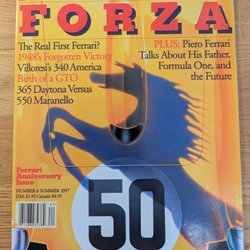 FORZA
The Real First Ferrari?
1948's Forgotten Victory
Villoresi's 340 America
Birth of a GTO
365 Daytona Versus
550 Maranello
PLUS: Piero Ferrari
Talks About His Father,
Formula One, and
the Future
Ferrari
Anniversary
Issue
NUMBER 6 SUMMER 1997
USA $3.95 Canada $4.95
50